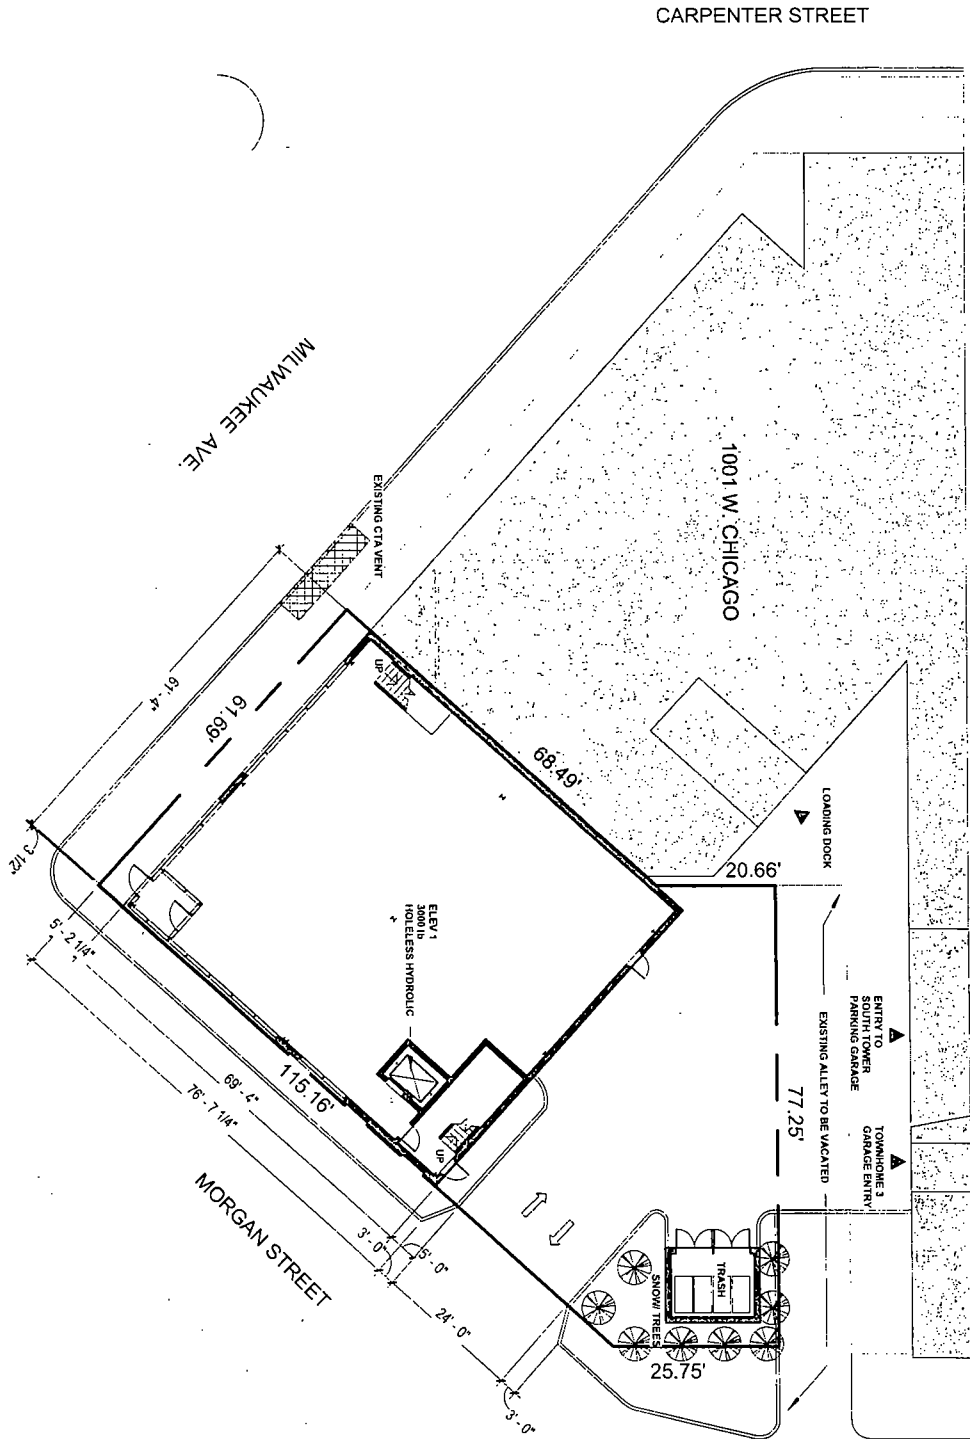 CARPENTER STREET
MILWAUKEE AVE.
1001 W. CHICAGO
EXISTING CTA VENT
61'- 4"
61.69'
UP
68.49'
LOADING DOCK
20.66'
3 1/2"
5' - 2 1/4"
ELEV 1
3000 lb
HOLELESS HYDROLIC
ENTRY TO
SOUTH TOWER
PARKING GARAGE
EXISTING ALLEY TO BE VACATED
77.25'
TOWNHOME 3
GARAGE ENTRY
115.16'
69' - 4"
76' - 7 1/4"
UP
MORGAN STREET
3' - 0"
5' - 0"
24' - 0"
3' - 0"
TRASH
SNOW/ TREES
25.75'